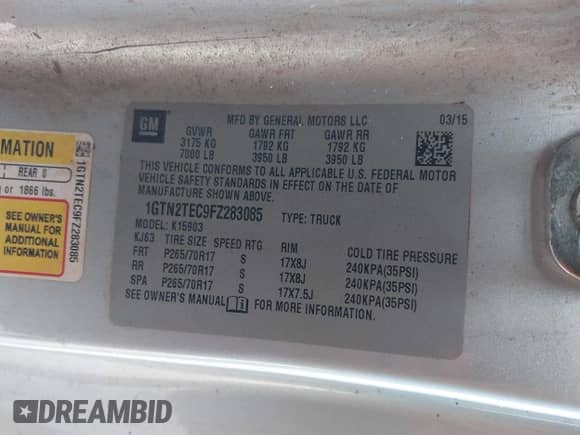 RMATION
REAR 0
or 1866 lbs.
SEE OWNER'S
MANUAL FOR
ADDITIONAL
INFORMATION
1GTN2TEC9FZ283085
GM
MFD BY GENERAL MOTORS LLC 03/15
GVWR GAWR FRT GAWR RR
3175 KG 1792 KG 1792 KG
7000 LB 3950 LB 3950 LB
THIS VEHICLE CONFORMS TO ALL APPLICABLE U.S. FEDERAL MOTOR
VEHICLE SAFETY STANDARDS IN EFFECT ON THE DATE OF
MANUFACTURE SHOWN ABOVE.
1GTN2TEC9FZ283085 TYPE: TRUCK
MODEL: K15903
KJ63 TIRE SIZE SPEED RTG RIM COLD TIRE PRESSURE
FRT P265/70R17 S 17X8J 240KPA(35PSI)
RR P265/70R17 S 17X8J 240KPA(35PSI)
SPA P265/70R17 S 17X7.5J 240KPA(35PSI)
SEE OWNER'S MANUAL FOR MORE INFORMATION.
DREAMBID